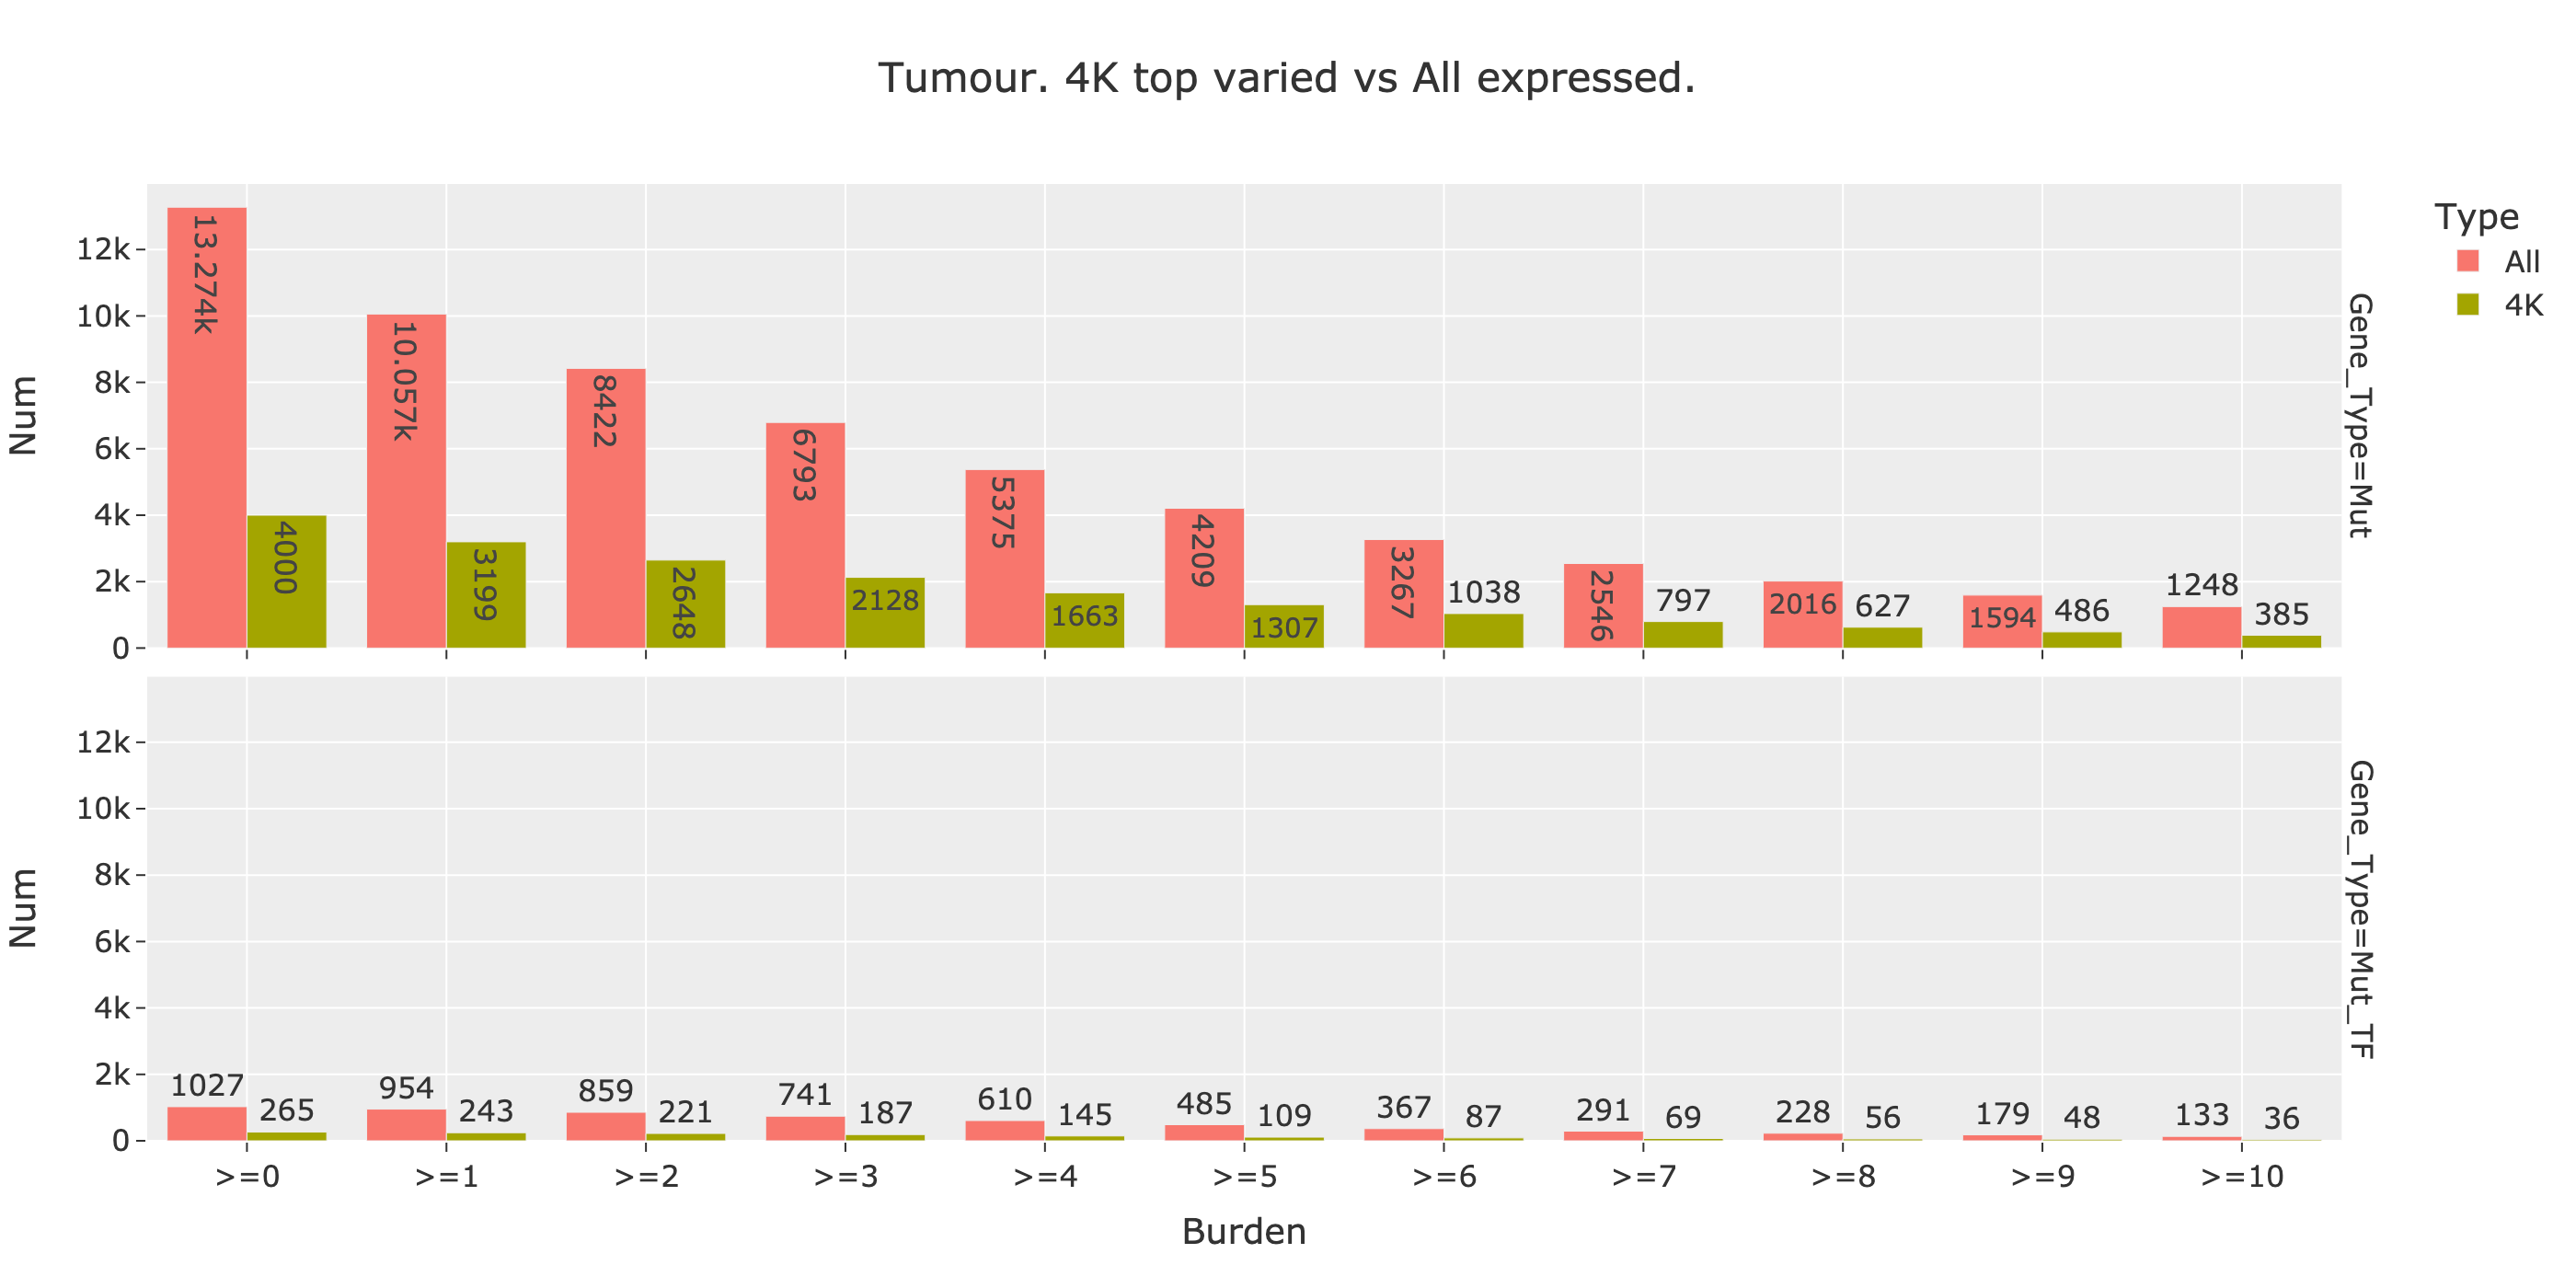 Tumour. 4K top varied vs All expressed.
Type
All
4K
Num
12k
10k
8k
6k
4k
2k
0
13.274k
4000
10.057k
3199
8422
2648
6793
2128
5375
1663
4209
1307
3267
1038
2546
797
2016
627
1594
486
1248
385
Gene_Type=Mut
Num
12k
10k
8k
6k
4k
2k
0
1027
265
954
243
859
221
741
187
610
145
485
109
367
87
291
69
228
56
179
48
133
36
Gene_Type=Mut_TF
>=0
>=1
>=2
>=3
>=4
>=5
>=6
>=7
>=8
>=9
>=10
Burden